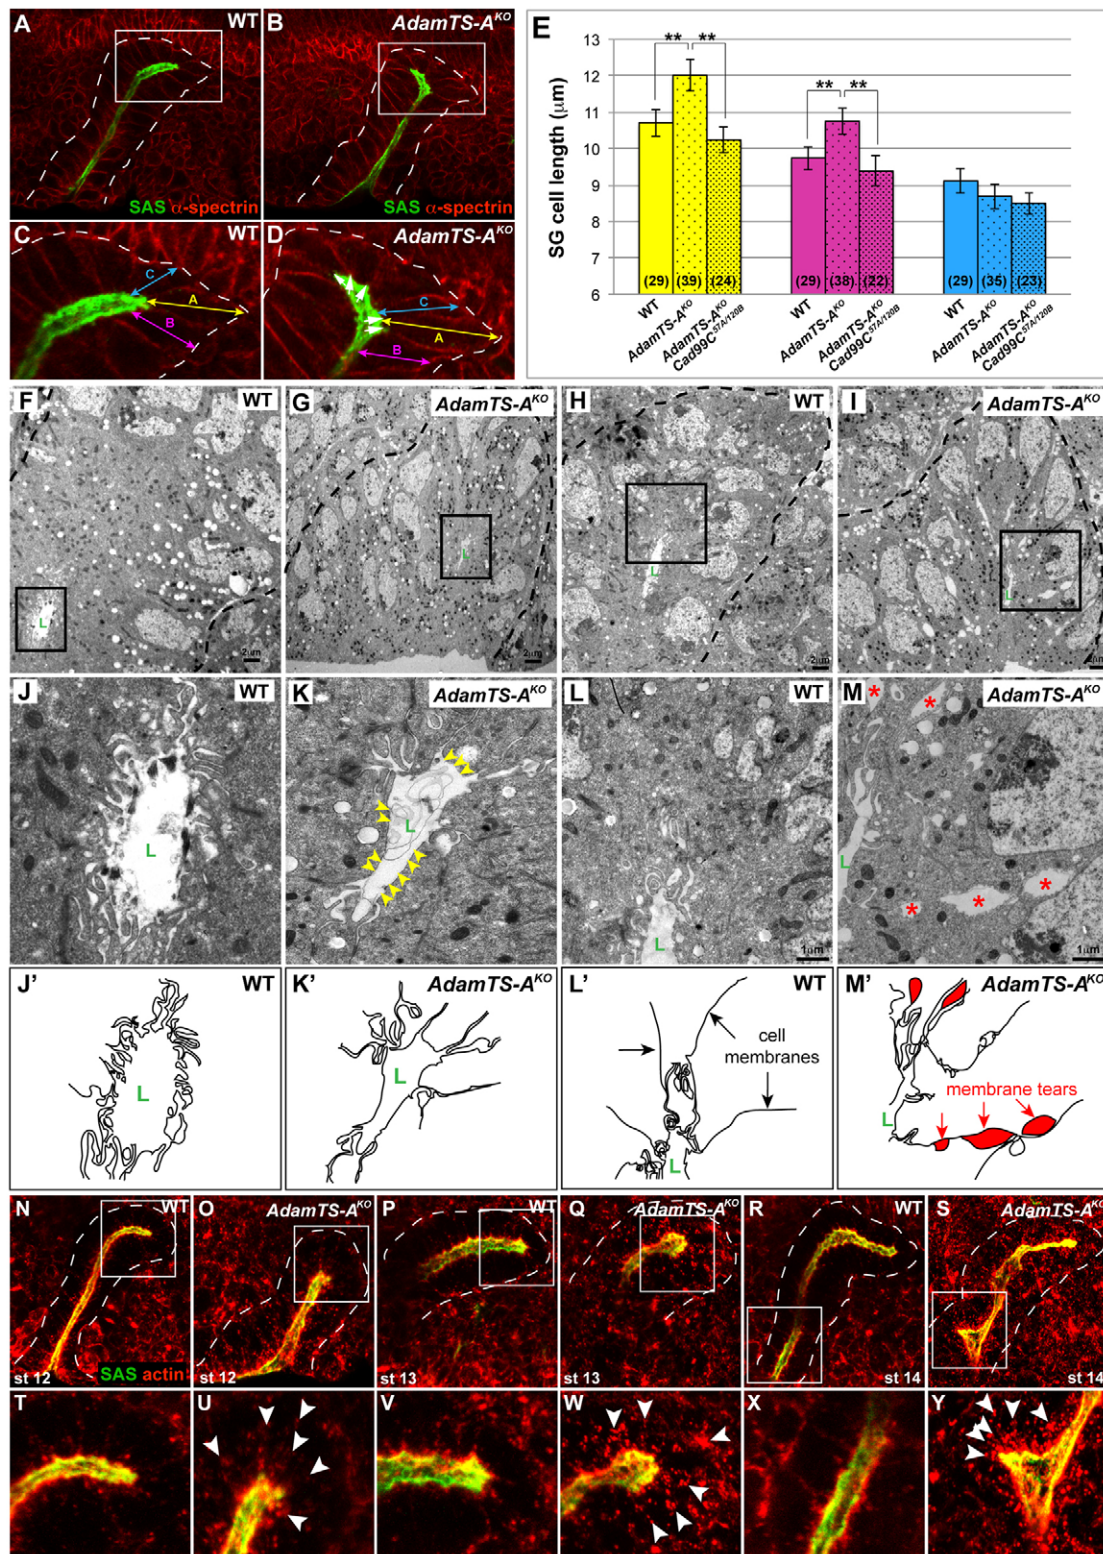 A WT
B AdamTS-A^KO
SAS α-spectrin
SAS α-spectrin
C WT
C
A
B
D AdamTS-A^KO
C
A
B
E
SG cell length (μm)
13
12
11
10
9
8
7
6
** **
** **
(29) (39) (24) (29) (38) (22) (29) (35) (23)
WT
AdamTS-A^KO
AdamTS-A^KO
Cad99C^57A/120B
WT
AdamTS-A^KO
AdamTS-A^KO
Cad99C^57A/120B
WT
AdamTS-A^KO
AdamTS-A^KO
Cad99C^57A/120B
F WT
L
2μm
G AdamTS-A^KO
L
2μm
H WT
L
2μm
I AdamTS-A^KO
L
2μm
J WT
L
K AdamTS-A^KO
L
L WT
L
1μm
M AdamTS-A^KO
* * * * *
L
1μm
J' WT
L
K' AdamTS-A^KO
L
L' WT
cell
membranes
L
M' AdamTS-A^KO
membrane tears
L
N WT
SAS actin
st 12
O AdamTS-A^KO
st 12
P WT
st 13
Q AdamTS-A^KO
st 13
R WT
st 14
S AdamTS-A^KO
st 14
T
U
V
W
X
Y